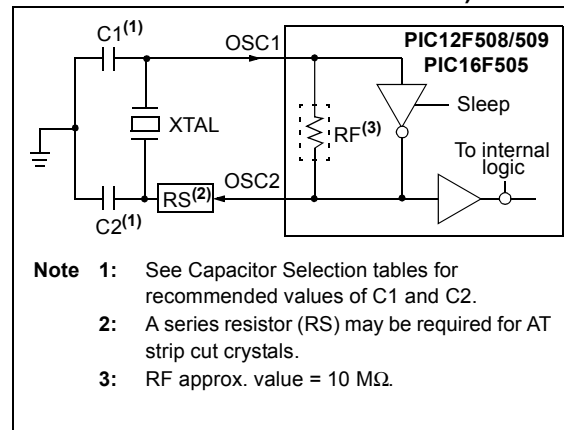 C1(1)
OSC1
PIC12F508/509
PIC16F505
Sleep
XTAL
RF(3)
To internal
logic
OSC2
RS(2)
C2(1)
Note 1: See Capacitor Selection tables for
recommended values of C1 and C2.
2: A series resistor (RS) may be required for AT
strip cut crystals.
3: RF approx. value = 10 MΩ.